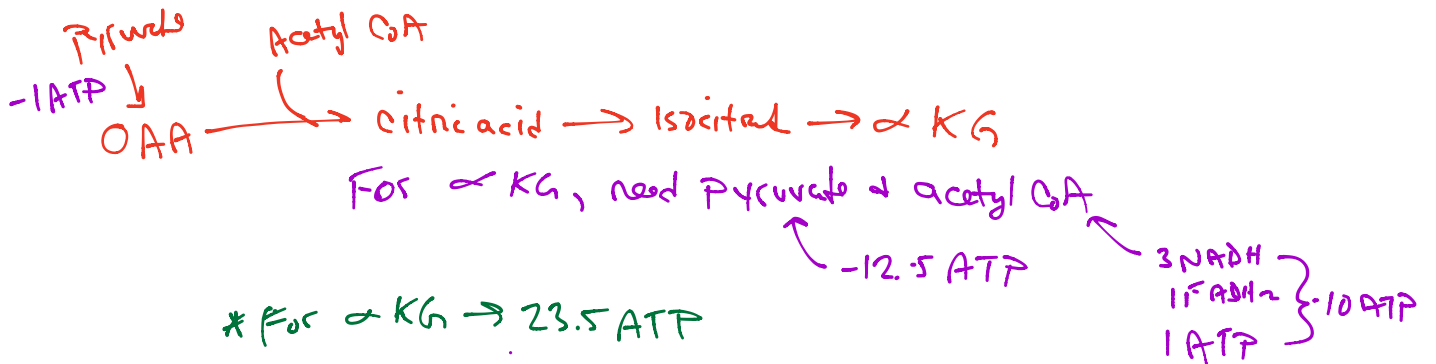 Pyruvate Acetyl CoA
-1ATP
OAA → citric acid → Isocitrate → ∝ KG
For ∝ KG, need pyruvate & acetyl CoA
-12.5 ATP
3 NADH
1 FADH2
1 ATP
-10 ATP
* For ∝ KG → 23.5 ATP